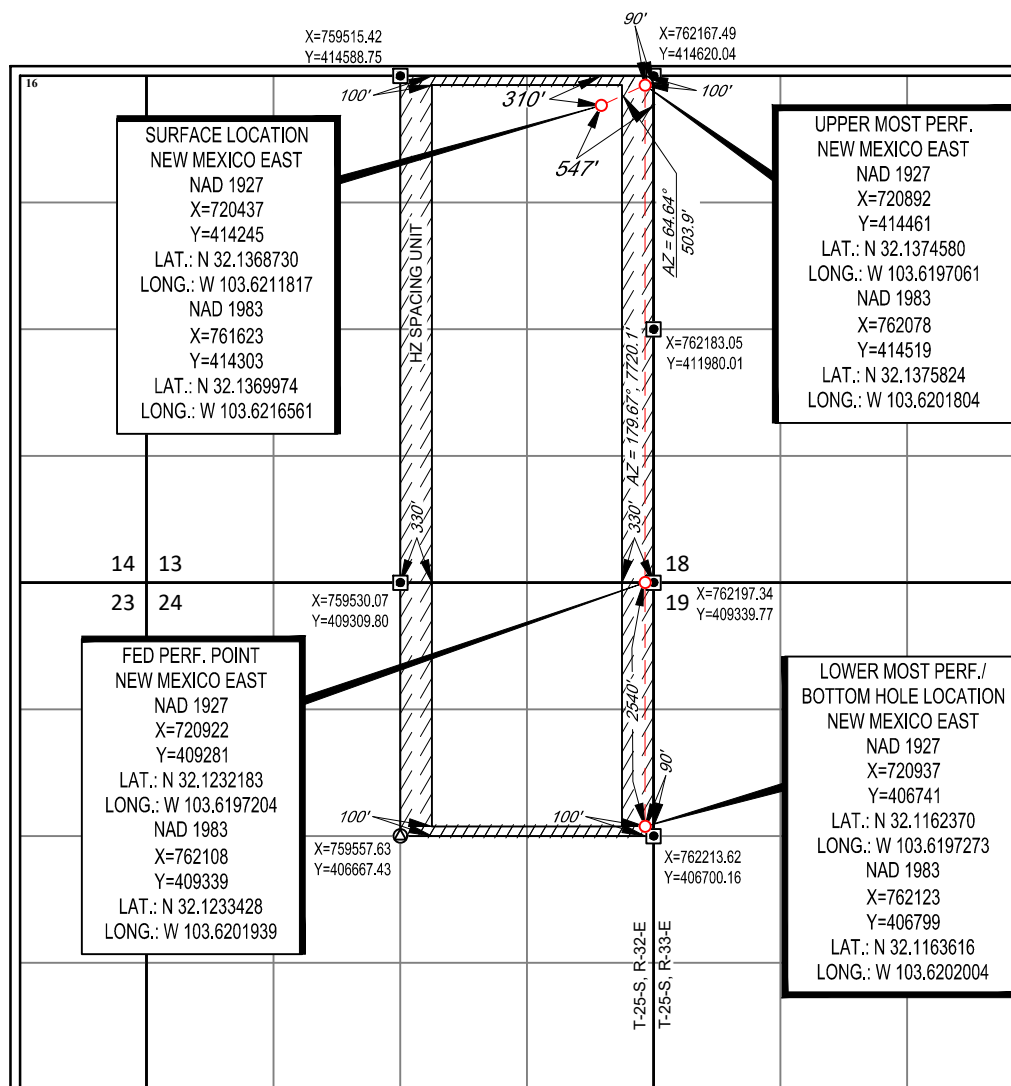 X=759515.42
Y=414588.75
90'
X=762167.49
Y=414620.04
16
100'
310'
100'
547'
SURFACE LOCATION
NEW MEXICO EAST
NAD 1927
X=720437
Y=414245
LAT.: N 32.1368730
LONG.: W 103.6211817
NAD 1983
X=761623
Y=414303
LAT.: N 32.1369974
LONG.: W 103.6216561
UPPER MOST PERF.
NEW MEXICO EAST
NAD 1927
X=720892
Y=414461
LAT.: N 32.1374580
LONG.: W 103.6197061
NAD 1983
X=762078
Y=414519
LAT.: N 32.1375824
LONG.: W 103.6201804
AZ = 64.64°
503.9'
HZ SPACING UNIT
X=762183.05
Y=411980.01
AZ = 179.67°, 7720.1'
330'
330'
14
13
18
23
24
19
X=759530.07
Y=409309.80
X=762197.34
Y=409339.77
FED PERF. POINT
NEW MEXICO EAST
NAD 1927
X=720922
Y=409281
LAT.: N 32.1232183
LONG.: W 103.6197204
NAD 1983
X=762108
Y=409339
LAT.: N 32.1233428
LONG.: W 103.6201939
2540'
90'
LOWER MOST PERF./
BOTTOM HOLE LOCATION
NEW MEXICO EAST
NAD 1927
X=720937
Y=406741
LAT.: N 32.1162370
LONG.: W 103.6197273
NAD 1983
X=762123
Y=406799
LAT.: N 32.1163616
LONG.: W 103.6202004
100'
100'
X=759557.63
Y=406667.43
X=762213.62
Y=406700.16
T-25-S, R-32-E
T-25-S, R-33-E